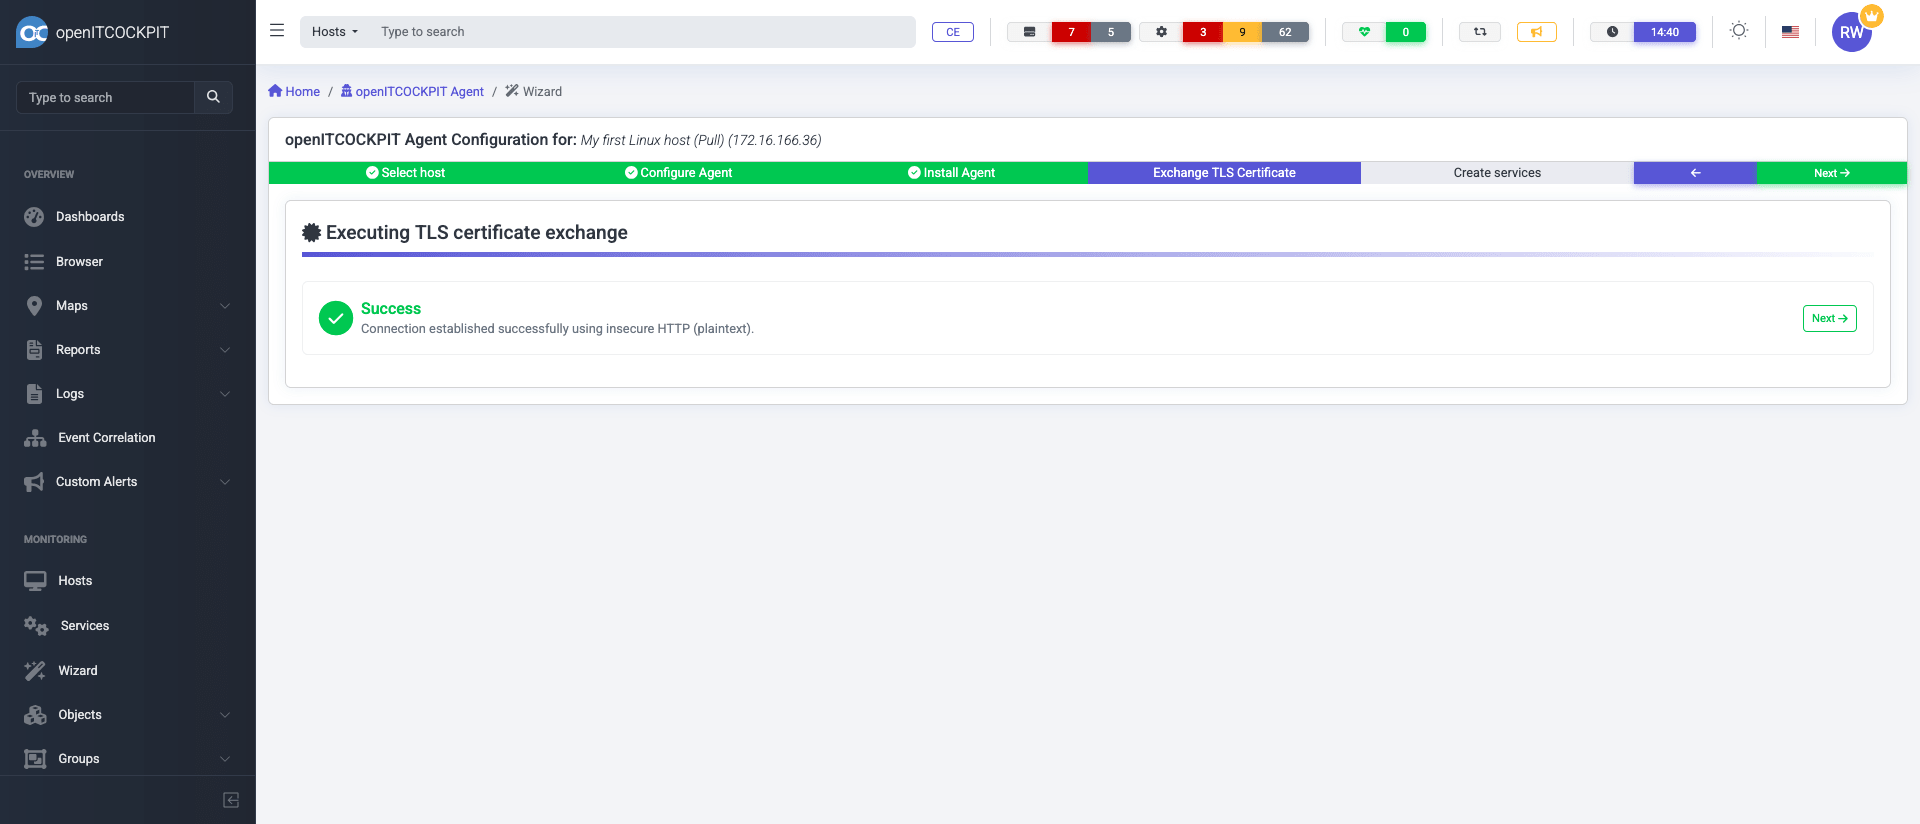 openITCOCKPIT
Hosts
Type to search
CE
7
5
3
9
62
0
14:40
RW
Type to search
OVERVIEW
Dashboards
Browser
Maps
Reports
Logs
Event Correlation
Custom Alerts
MONITORING
Hosts
Services
Wizard
Objects
Groups
Home / openITCOCKPIT Agent / Wizard
openITCOCKPIT Agent Configuration for: My first Linux host (Pull) (172.16.166.36)
Select host
Configure Agent
Install Agent
Exchange TLS Certificate
Create services
Next
Executing TLS certificate exchange
Success
Connection established successfully using insecure HTTP (plaintext).
Next